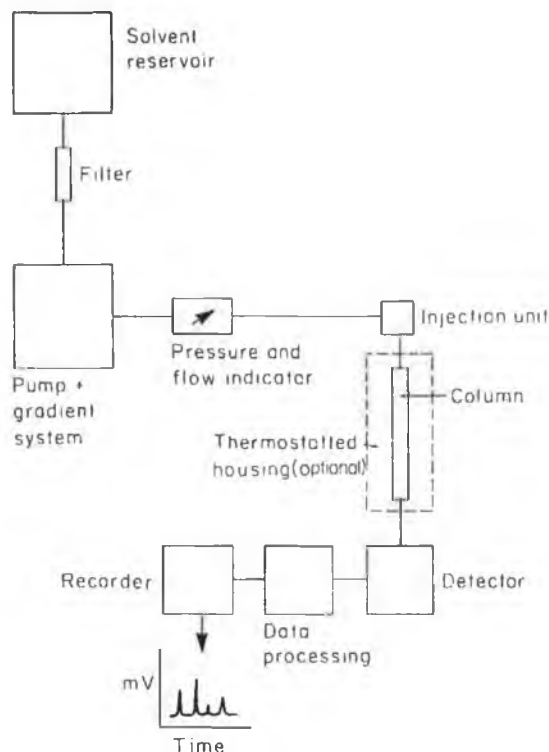 Solvent
reservoir
Filter
Pump +
gradient
system
Pressure and
flow indicator
Injection unit
Column
Thermostatted
housing(optional)
Recorder
Data
processing
Detector
mV
Time